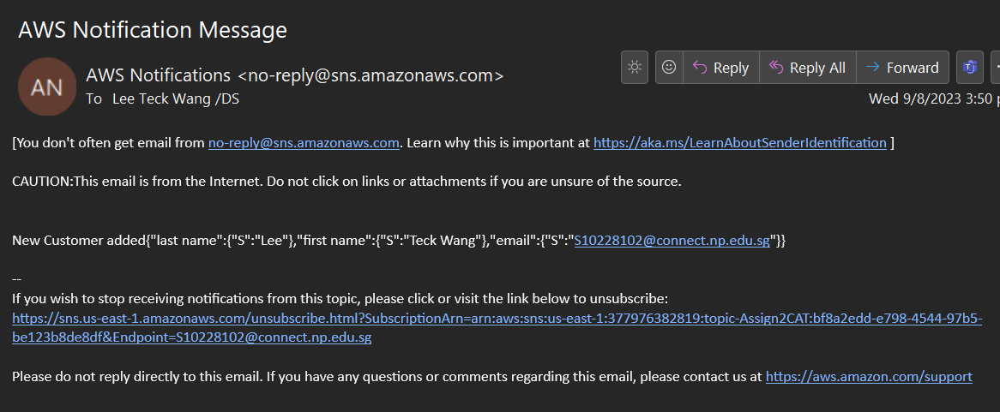 AWS Notification Message
AN
AWS Notifications <no-reply@sns.amazonaws.com>
Reply
Reply All
Forward
To Lee Teck Wang /DS
Wed 9/8/2023 3:50
[You don't often get email from no-reply@sns.amazonaws.com. Learn why this is important at https://aka.ms/LearnAboutSenderIdentification ]
CAUTION:This email is from the Internet. Do not click on links or attachments if you are unsure of the source.
New Customer added{"last name":{"S":"Lee"},"first name":{"S":"Teck Wang"},"email":{"S":"S10228102@connect.np.edu.sg"}}
--
If you wish to stop receiving notifications from this topic, please click or visit the link below to unsubscribe:
https://sns.us-east-1.amazonaws.com/unsubscribe.html?SubscriptionArn=arn:aws:sns:us-east-1:377976382819:topic-Assign2CAT:bf8a2edd-e798-4544-97b5-
be123b8de8df&Endpoint=S10228102@connect.np.edu.sg
Please do not reply directly to this email. If you have any questions or comments regarding this email, please contact us at https://aws.amazon.com/support